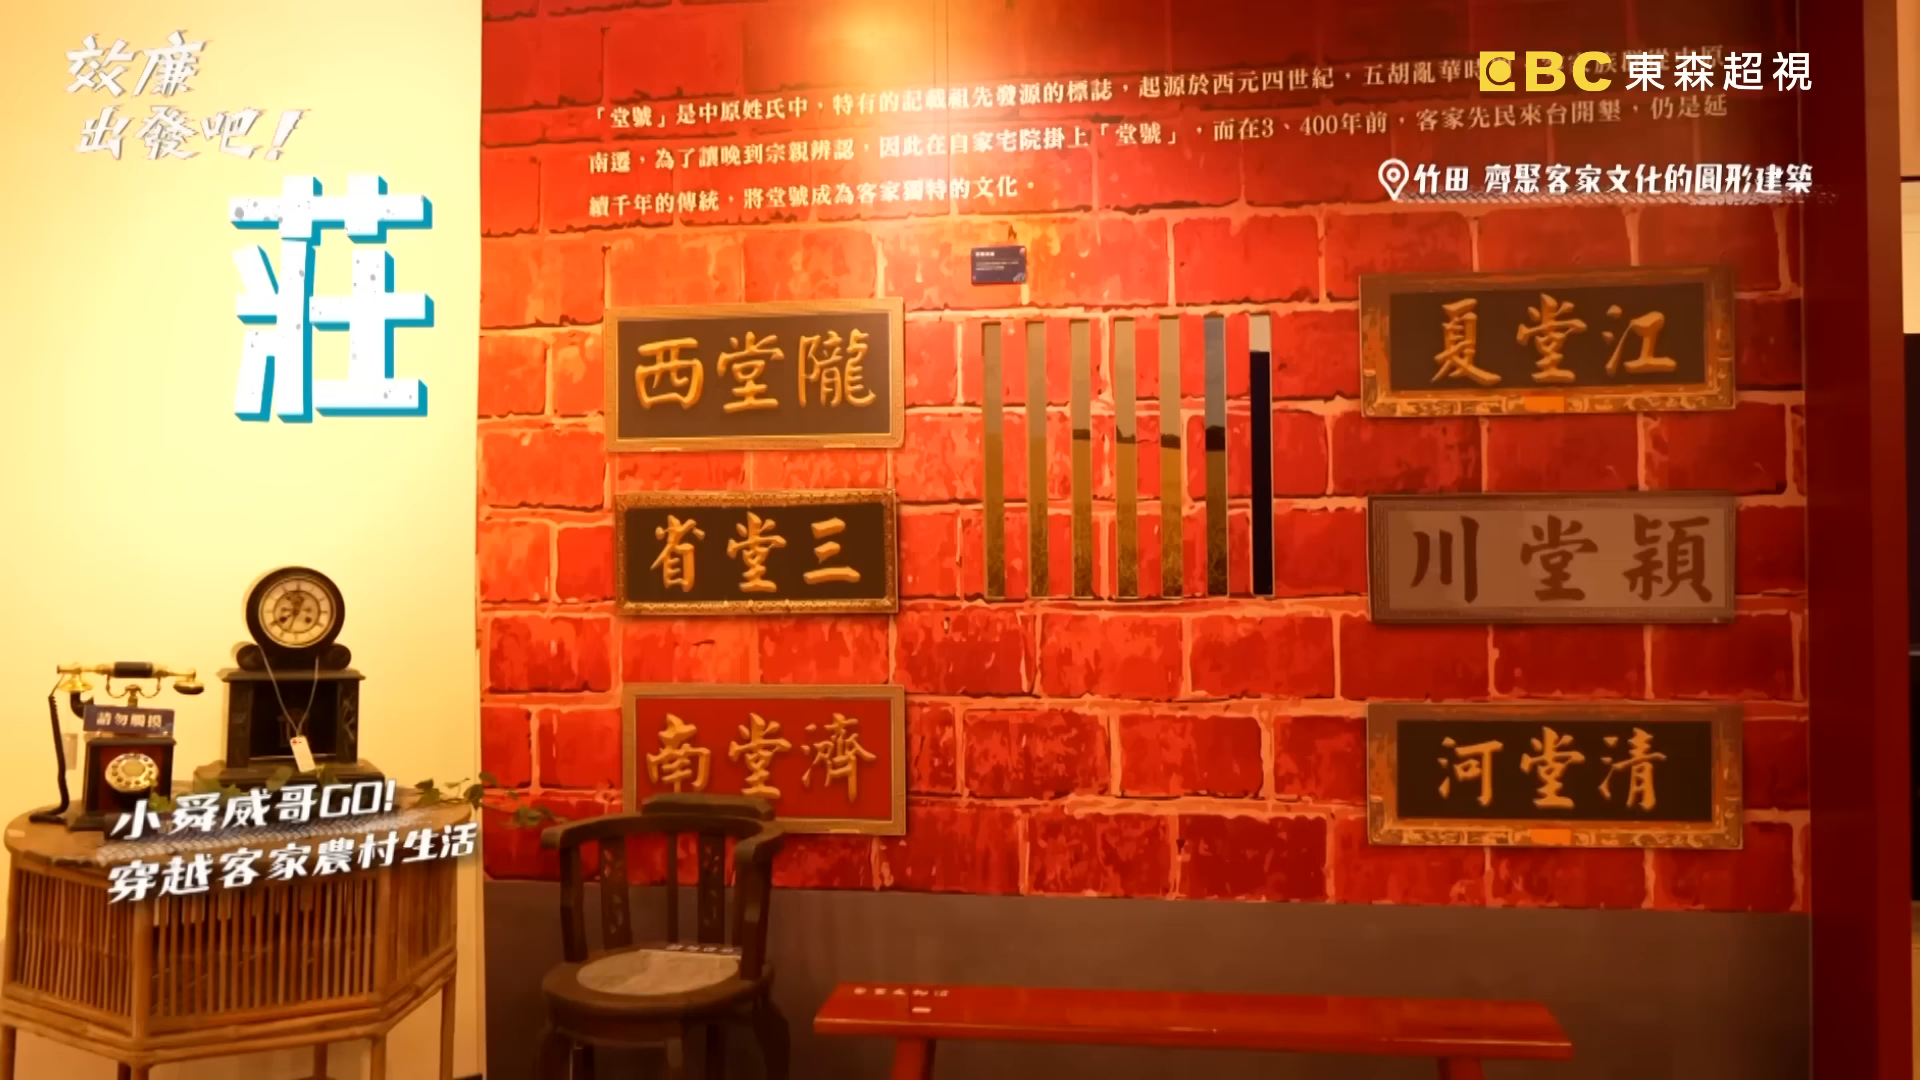 效廉
出發吧!
莊
EBC 東森超視
「堂號」是中原姓氏中，特有的記載祖先發源的標誌，起源於西元四世紀，五胡亂華時
南遷，為了讓晚到宗親辨認，因此在自家宅院掛上「堂號」，而在3、400年前，客家先民來台開墾，仍是延
續千年的傳統，將堂號成為客家獨特的文化。
竹田 齊聚客家文化的圓形建築
西堂隴
夏堂江
省堂三
川堂穎
南堂濟
河堂清
請勿觸摸
小舜威哥GO!
穿越客家農村生活